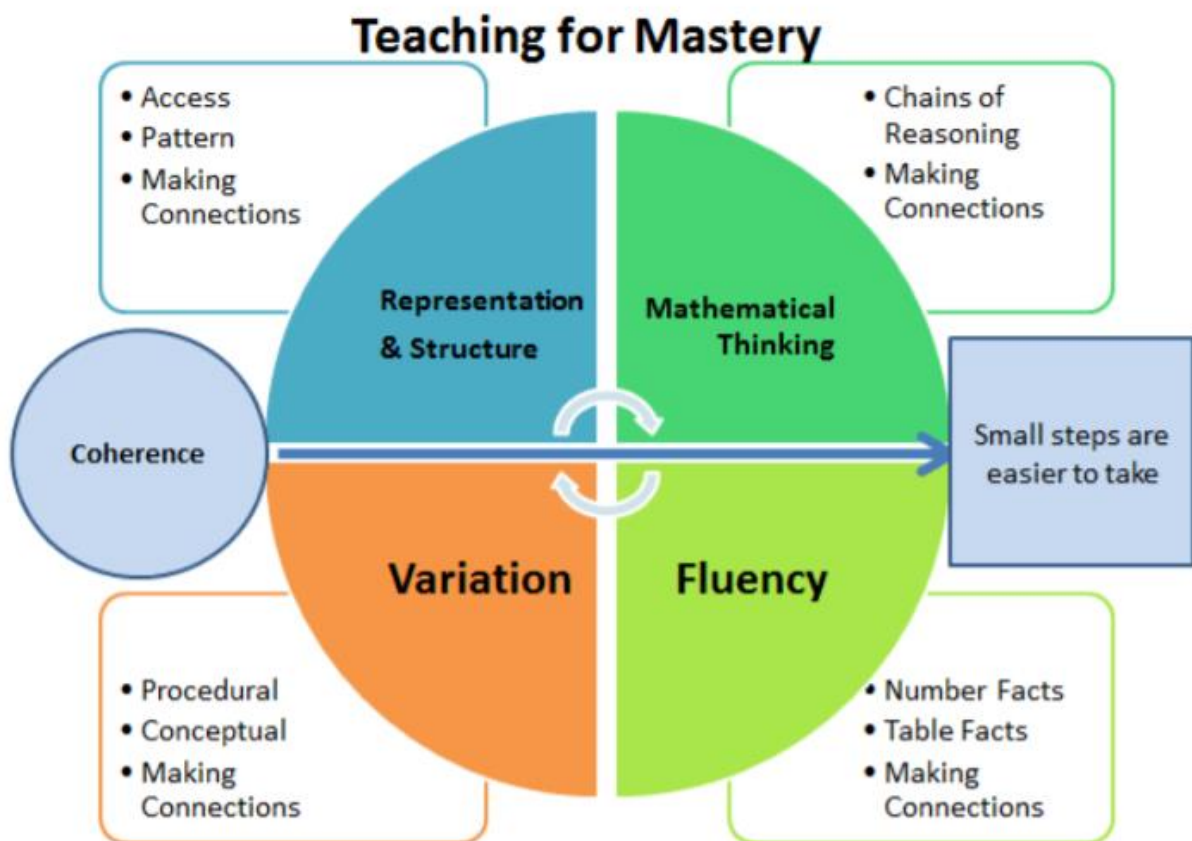 Teaching for Mastery
• Access
• Pattern
• Making
Connections
• Chains of
Reasoning
• Making
Connections
Representation
& Structure
Mathematical
Thinking
Coherence
Small steps are
easier to take
Variation
Fluency
• Procedural
• Conceptual
• Making
Connections
• Number Facts
• Table Facts
• Making
Connections